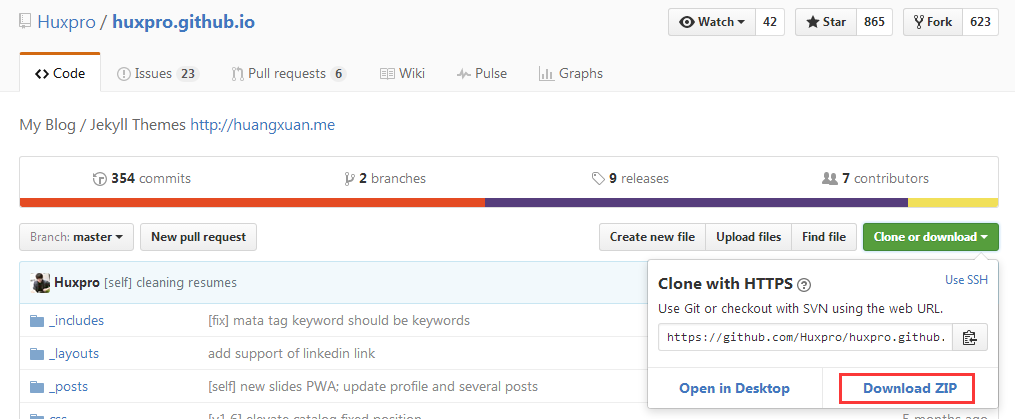 Huxpro / huxpro.github.io
Watch 42 Star 865 Fork 623
Code Issues 23 Pull requests 6 Wiki Pulse Graphs
My Blog / Jekyll Themes http://huangxuan.me
354 commits 2 branches 9 releases 7 contributors
Branch: master New pull request Create new file Upload files Find file Clone or download
Huxpro [self] cleaning resumes
Clone with HTTPS ? Use SSH
Use Git or checkout with SVN using the web URL.
_includes [fix] mata tag keyword should be keywords
https://github.com/Huxpro/huxpro.github.
_layouts add support of linkedin link
_posts [self] new slides PWA; update profile and several posts
Open in Desktop Download ZIP
css [v1.6] elevate catalog fixed position 5 months ago